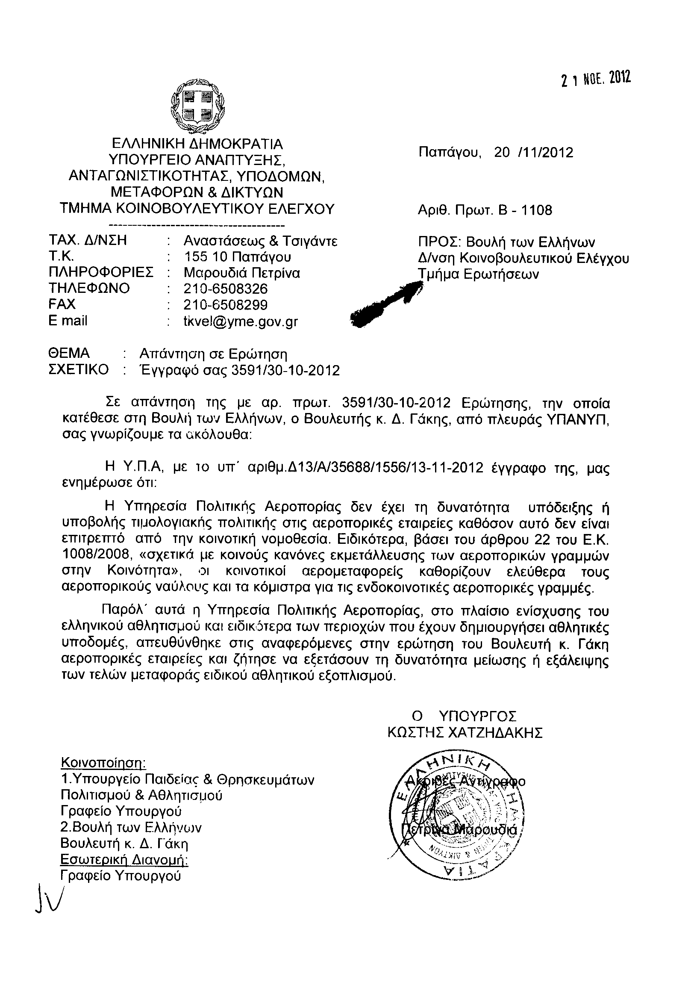 2 1 ΝΟΕ. 2012
ΕΛΛΗΝΙΚΗ ΔΗΜΟΚΡΑΤΙΑ
ΥΠΟΥΡΓΕΙΟ ΑΝΑΠΤΥΞΗΣ,
ΑΝΤΑΓΩΝΙΣΤΙΚΟΤΗΤΑΣ, ΥΠΟΔΟΜΩΝ,
ΜΕΤΑΦΟΡΩΝ & ΔΙΚΤΥΩΝ
ΤΜΗΜΑ ΚΟΙΝΟΒΟΥΛΕΥΤΙΚΟΥ ΕΛΕΓΧΟΥ
-------------------------------------
ΤΑΧ. Δ/ΝΣΗ : Αναστάσεως & Τσιγάντε
Τ.Κ. : 155 10 Παπάγου
ΠΛΗΡΟΦΟΡΙΕΣ : Μαρουδιά Πετρίνα
ΤΗΛΕΦΩΝΟ : 210-6508326
FAX : 210-6508299
E mail : tkvel@yme.gov.gr
Παπάγου, 20 /11/2012
Αριθ. Πρωτ. Β - 1108
ΠΡΟΣ: Βουλή των Ελλήνων
Δ/νση Κοινοβουλευτικού Ελέγχου
Τμήμα Ερωτήσεων
ΘΕΜΑ : Απάντηση σε Ερώτηση
ΣΧΕΤΙΚΟ : Έγγραφό σας 3591/30-10-2012
Σε απάντηση της με αρ. πρωτ. 3591/30-10-2012 Ερώτησης, την οποία
κατέθεσε στη Βουλή των Ελλήνων, ο Βουλευτής κ. Δ. Γάκης, από πλευράς ΥΠΑΝΥΠ,
σας γνωρίζουμε τα ακόλουθα:
Η Υ.Π.Α, με το υπ΄ αριθμ.Δ13/Α/35688/1556/13-11-2012 έγγραφο της, μας
ενημέρωσε ότι:
Η Υπηρεσία Πολιτικής Αεροπορίας δεν έχει τη δυνατότητα υπόδειξης ή
υποβολής τιμολογιακής πολιτικής στις αεροπορικές εταιρείες καθόσον αυτό δεν είναι
επιτρεπτό από την κοινοτική νομοθεσία. Ειδικότερα, βάσει του άρθρου 22 του Ε.Κ.
1008/2008, «σχετικά με κοινούς κανόνες εκμετάλλευσης των αεροπορικών γραμμών
στην Κοινότητα», οι κοινοτικοί αερομεταφορείς καθορίζουν ελεύθερα τους
αεροπορικούς ναύλους και τα κόμιστρα για τις ενδοκοινοτικές αεροπορικές γραμμές.
Παρόλ΄ αυτά η Υπηρεσία Πολιτικής Αεροπορίας, στο πλαίσιο ενίσχυσης του
ελληνικού αθλητισμού και ειδικότερα των περιοχών που έχουν δημιουργήσει αθλητικές
υποδομές, απευθύνθηκε στις αναφερόμενες στην ερώτηση του Βουλευτή κ. Γάκη
αεροπορικές εταιρείες και ζήτησε να εξετάσουν τη δυνατότητα μείωσης ή εξάλειψης
των τελών μεταφοράς ειδικού αθλητικού εξοπλισμού.
Ο ΥΠΟΥΡΓΟΣ
ΚΩΣΤΗΣ ΧΑΤΖΗΔΑΚΗΣ
Κοινοποίηση:
1.Υπουργείο Παιδείας & Θρησκευμάτων
Πολιτισμού & Αθλητισμού
Γραφείο Υπουργού
2.Βουλή των Ελλήνων
Βουλευτή κ. Δ. Γάκη
Εσωτερική Διανομή:
Γραφείο Υπουργού
ΕΛΛΗΝΙΚΗ ΔΗΜΟΚΡΑΤΙΑ
Ακριβές Αντίγραφο
Πετρίνα Μαρουδιά
& ΔΙΚΤΥΩΝ